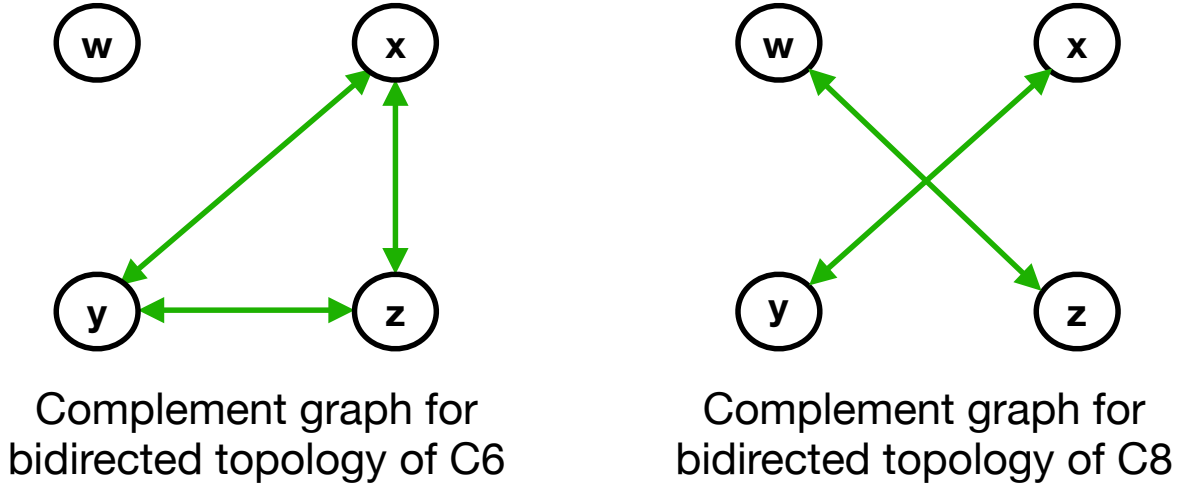 w x
y z
Complement graph for
bidirected topology of C6
w x
y z
Complement graph for
bidirected topology of C8